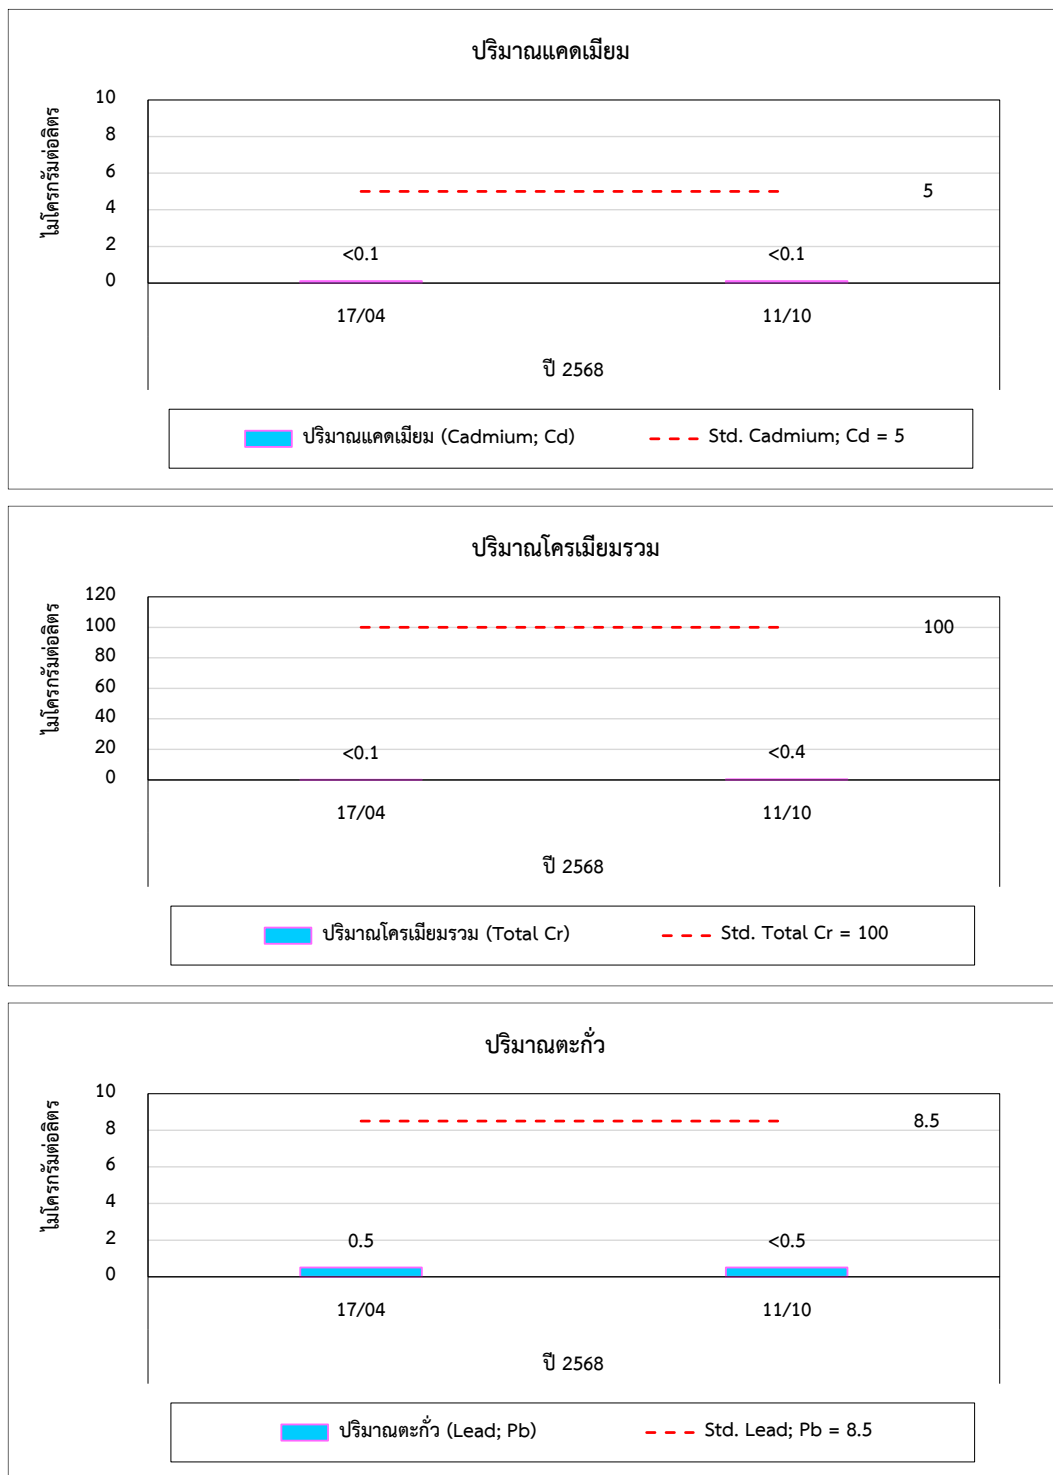 ปริมาณแคดเมียม
ไมโครกรัมต่อลิตร
10
8
6
4
2
0
5
<0.1
<0.1
17/04
11/10
ปี 2568
ปริมาณแคดเมียม (Cadmium; Cd)
Std. Cadmium; Cd = 5
ปริมาณโครเมียมรวม
ไมโครกรัมต่อลิตร
120
100
80
60
40
20
0
100
<0.1
<0.4
17/04
11/10
ปี 2568
ปริมาณโครเมียมรวม (Total Cr)
Std. Total Cr = 100
ปริมาณตะกั่ว
ไมโครกรัมต่อลิตร
10
8
6
4
2
0
8.5
0.5
<0.5
17/04
11/10
ปี 2568
ปริมาณตะกั่ว (Lead; Pb)
Std. Lead; Pb = 8.5